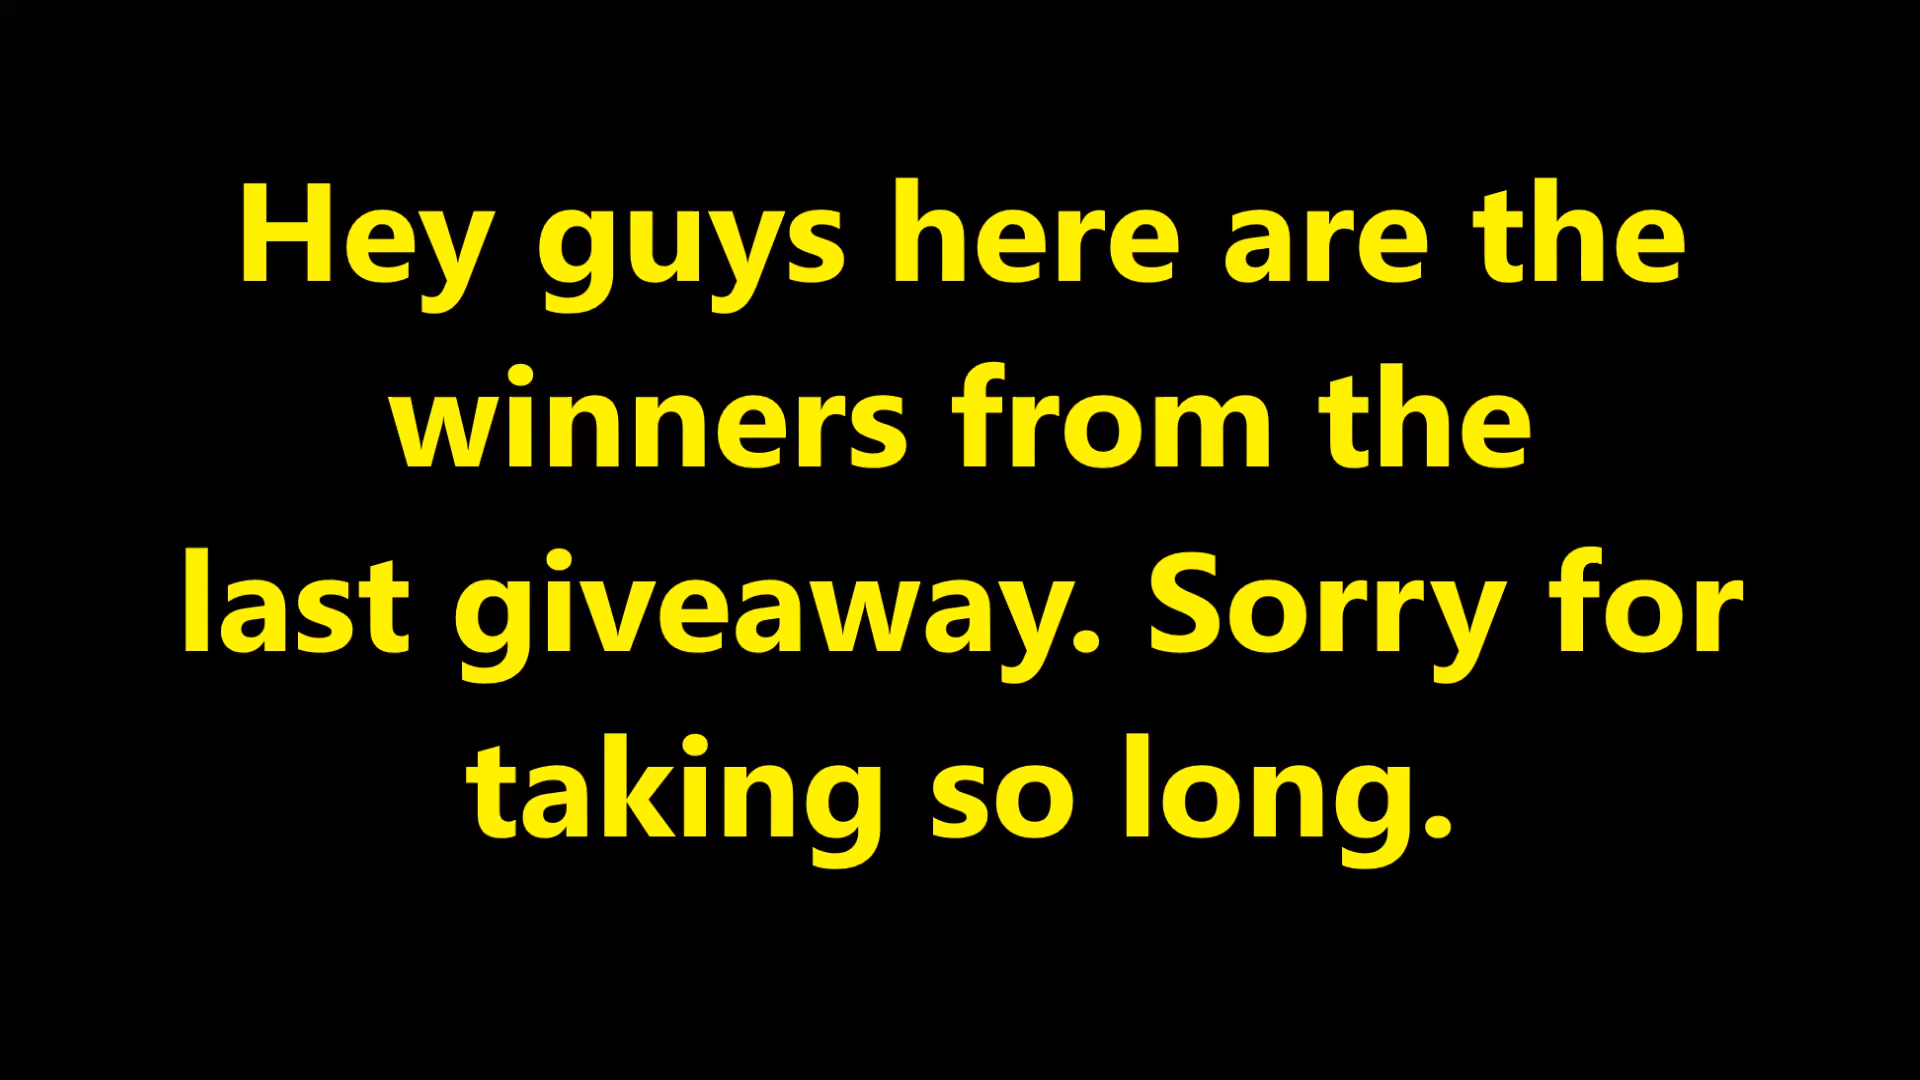 Hey guys here are the
winners from the
last giveaway. Sorry for
taking so long.